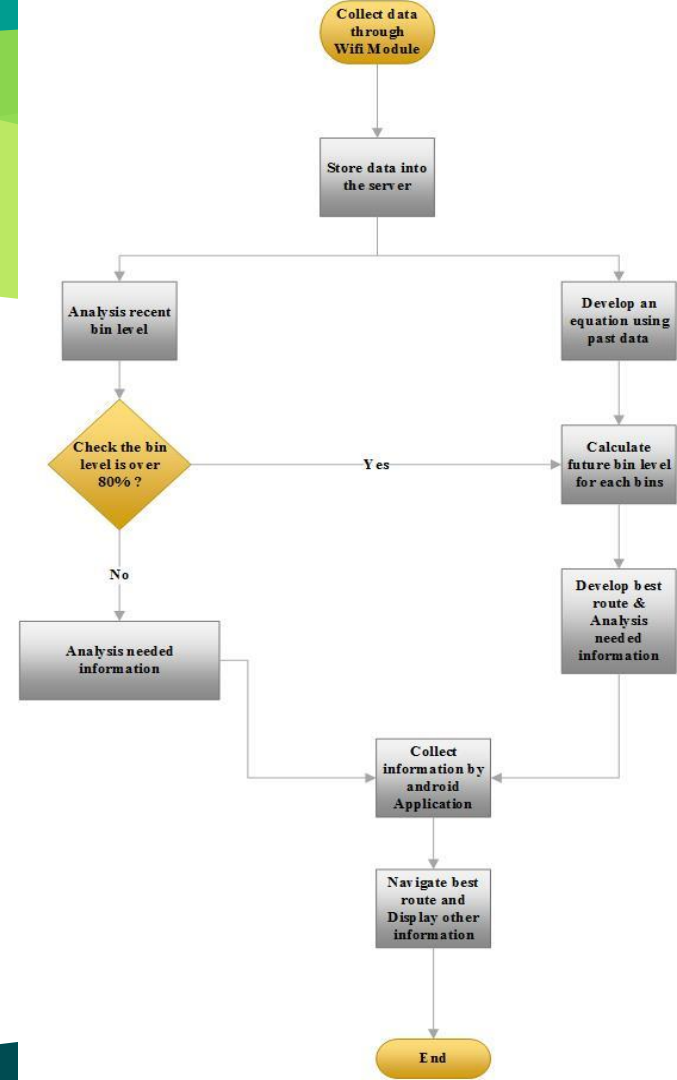 Collect data
through
Wifi Module
Store data into
the server
Analysis recent
bin level
Develop an
equation using
past data
Check the bin
level is over
80% ?
Yes
Calculate
future bin level
for each bins
No
Develop best
route &
Analysis
needed
information
Analysis needed
information
Collect
information by
android
Application
Navigate best
route and
Display other
information
End